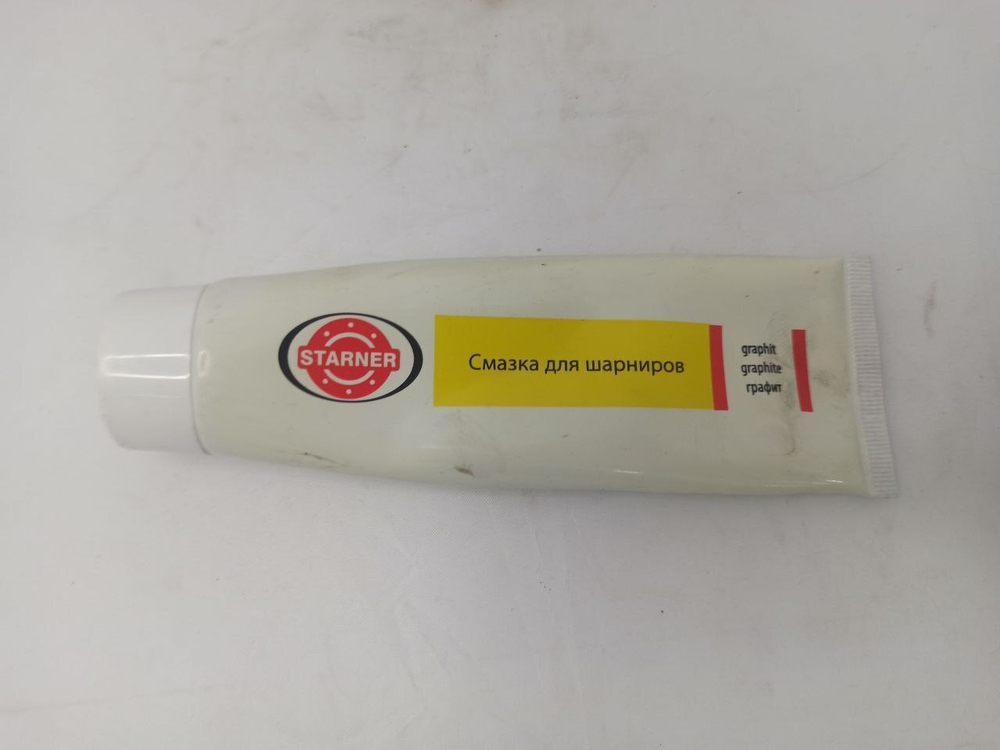 STARNER
Смазка для шарниров
graphit
graphite
графит